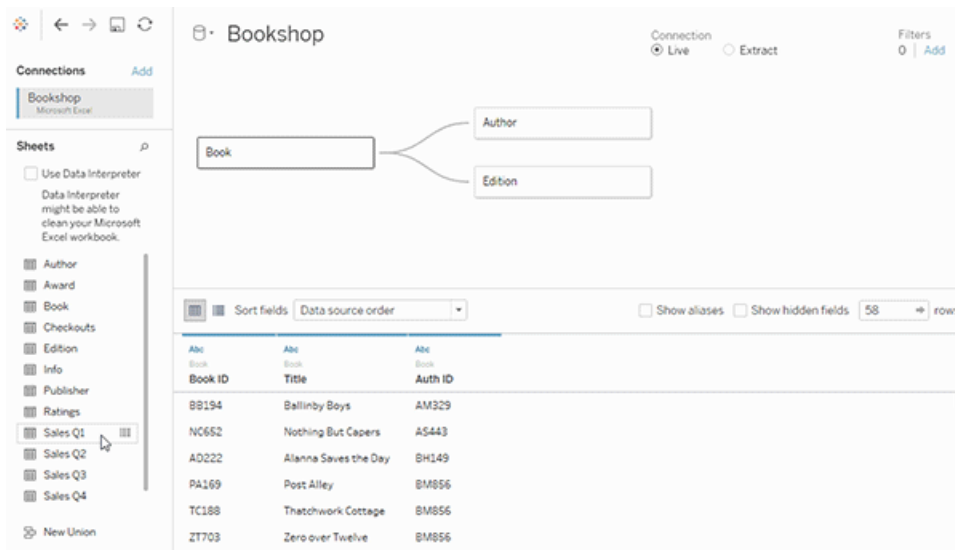 Bookshop
Connection
Live
Extract
Filters
0 | Add
Connections
Add
Bookshop
Microsoft Excel
Sheets
Use Data Interpreter
Data Interpreter
might be able to
clean your Microsoft
Excel workbook.
Author
Award
Book
Checkouts
Edition
Info
Publisher
Ratings
Sales Q1
Sales Q2
Sales Q3
Sales Q4
New Union
Book
Author
Edition
Sort fields
Data source order
Show aliases
Show hidden fields
58
rows
Abc Abc Abc
Book Book Book
Book ID Title Auth ID
BB194 Ballinby Boys AM329
NC652 Nothing But Capers AS443
AD222 Alanna Saves the Day BH149
PA169 Post Alley BM856
TC188 Thatchwork Cottage BM856
ZT703 Zero over Twelve BM856